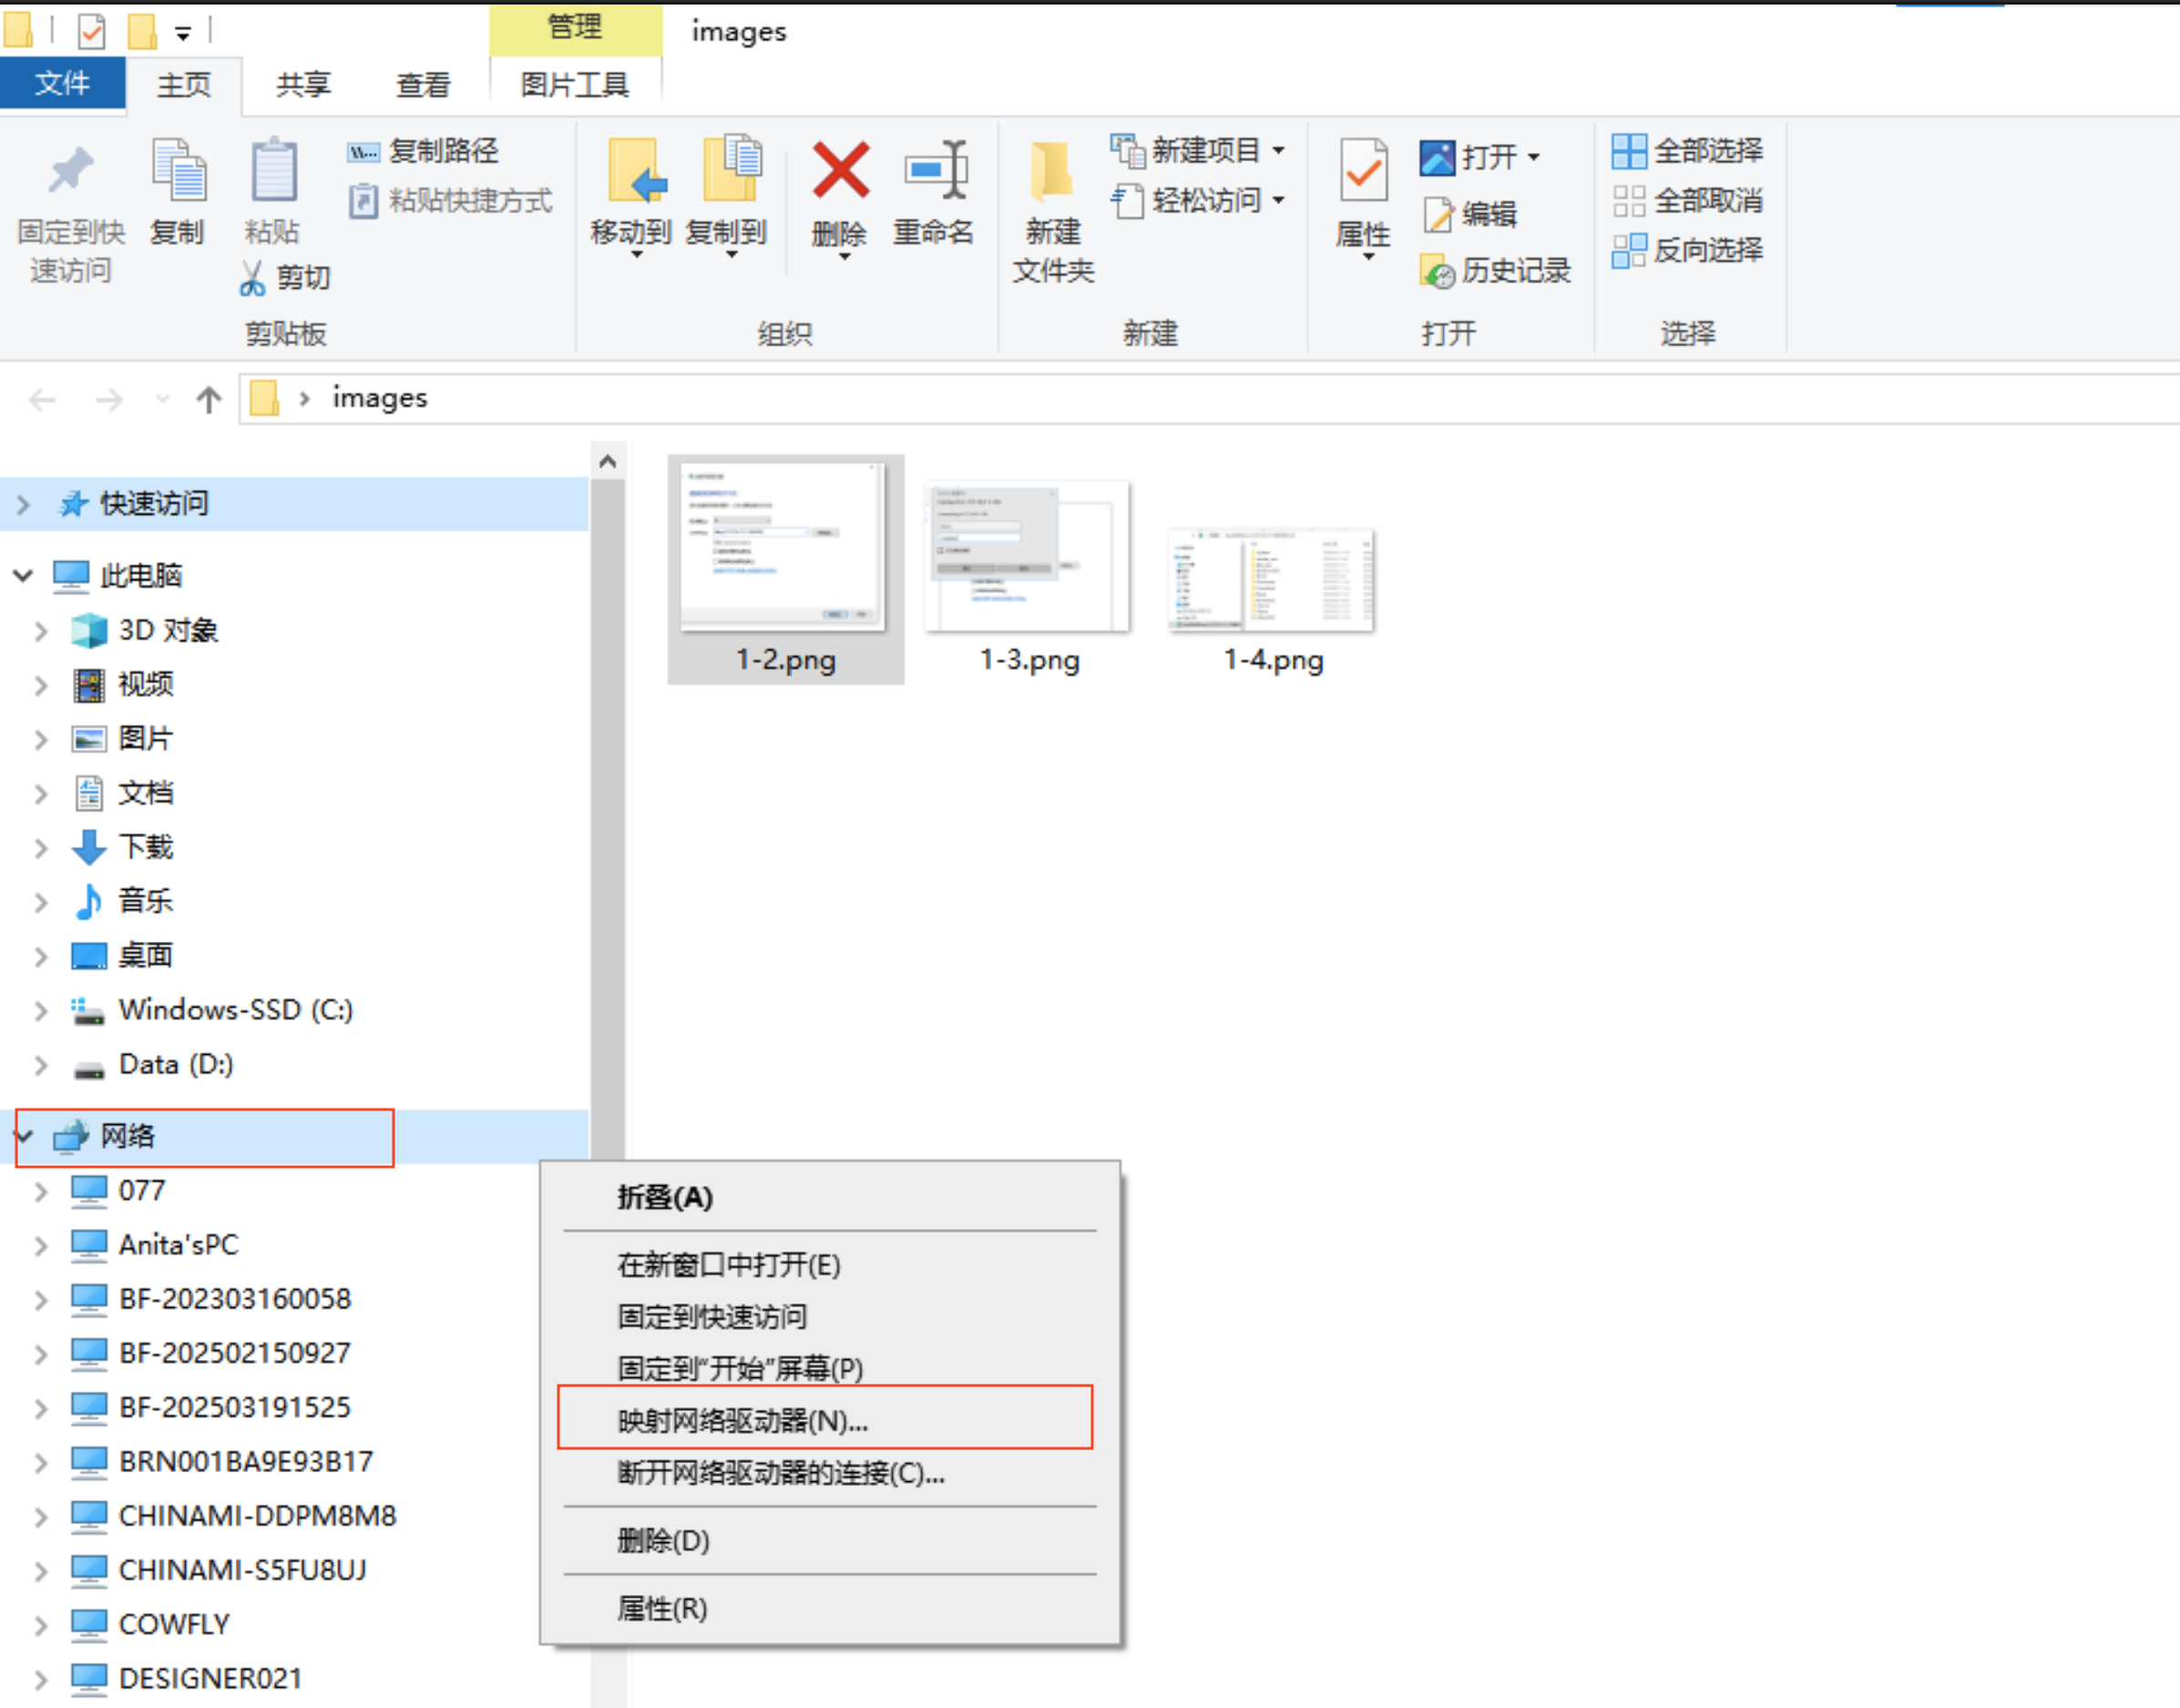 管理
images
文件
主页
共享
查看
图片工具
固定到快
速访问
复制
粘贴
复制路径
粘贴快捷方式
剪切
剪贴板
移动到
复制到
删除
重命名
组织
新建
文件夹
新建项目
轻松访问
新建
属性
打开
编辑
历史记录
打开
全部选择
全部取消
反向选择
选择
images
快速访问
此电脑
3D 对象
视频
图片
文档
下载
音乐
桌面
Windows-SSD (C:)
Data (D:)
网络
077
Anita'sPC
BF-202303160058
BF-202502150927
BF-202503191525
BRN001BA9E93B17
CHINAMI-DDPM8M8
CHINAMI-S5FU8UJ
COWFLY
DESIGNER021
1-2.png
1-3.png
1-4.png
折叠(A)
在新窗口中打开(E)
固定到快速访问
固定到"开始"屏幕(P)
映射网络驱动器(N)...
断开网络驱动器的连接(C)...
删除(D)
属性(R)